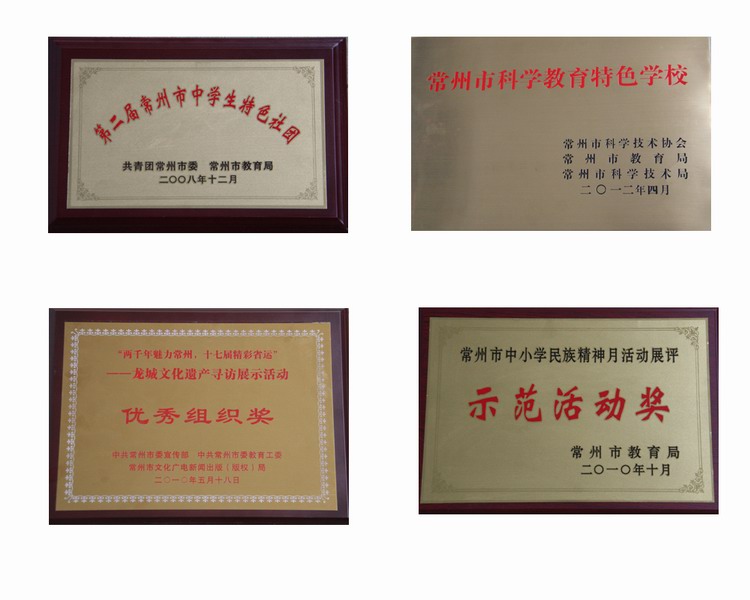 第二届常州市中学生特色社团
共青团常州市委 常州市教育局
二〇〇八年十二月
常州市科学教育特色学校
常州市科学技术协会
常州市教育局
常州市科学技术局
二〇一二年四月
“两千年魅力常州，十七届精彩省运”
——龙城文化遗产寻访展示活动
优秀组织奖
中共常州市委宣传部 中共常州市委教育工委
常州市文化广电新闻出版（版权）局
二〇一〇年五月十八日
常州市中小学民族精神月活动展评
示范活动奖
常州市教育局
二〇一〇年十月